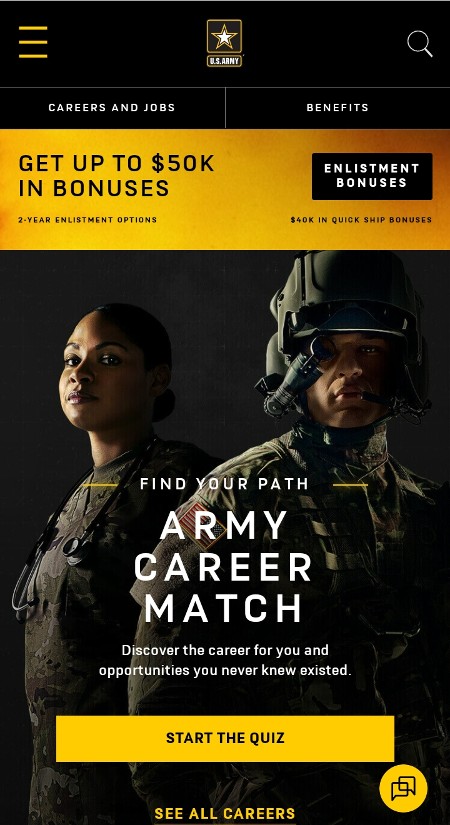 U.S.ARMY
CAREERS AND JOBS
BENEFITS
GET UP TO $50K
IN BONUSES
ENLISTMENT
BONUSES
2-YEAR ENLISTMENT OPTIONS
$40K IN QUICK SHIP BONUSES
FIND YOUR PATH
ARMY
CAREER
MATCH
Discover the career for you and
opportunities you never knew existed.
START THE QUIZ
SEE ALL CAREERS